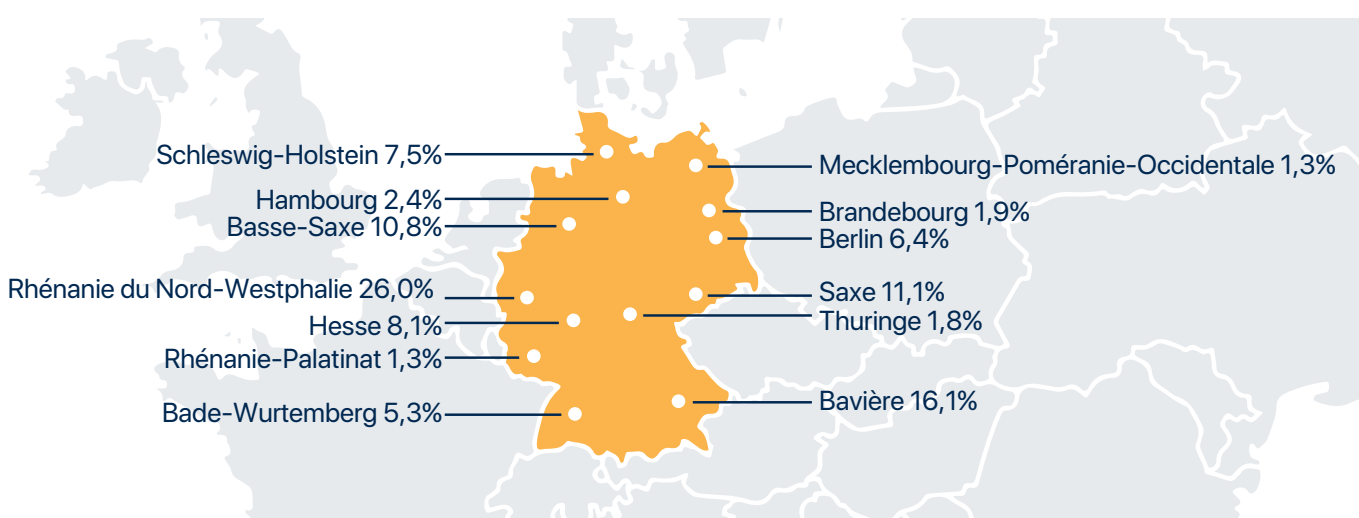 Schleswig-Holstein 7,5%
Hambourg 2,4%
Basse-Saxe 10,8%
Rhénanie du Nord-Westphalie 26,0%
Hesse 8,1%
Rhénanie-Palatinat 1,3%
Bade-Wurtemberg 5,3%
Mecklembourg-Poméranie-Occidentale 1,3%
Brandebourg 1,9%
Berlin 6,4%
Saxe 11,1%
Thuringe 1,8%
Bavière 16,1%